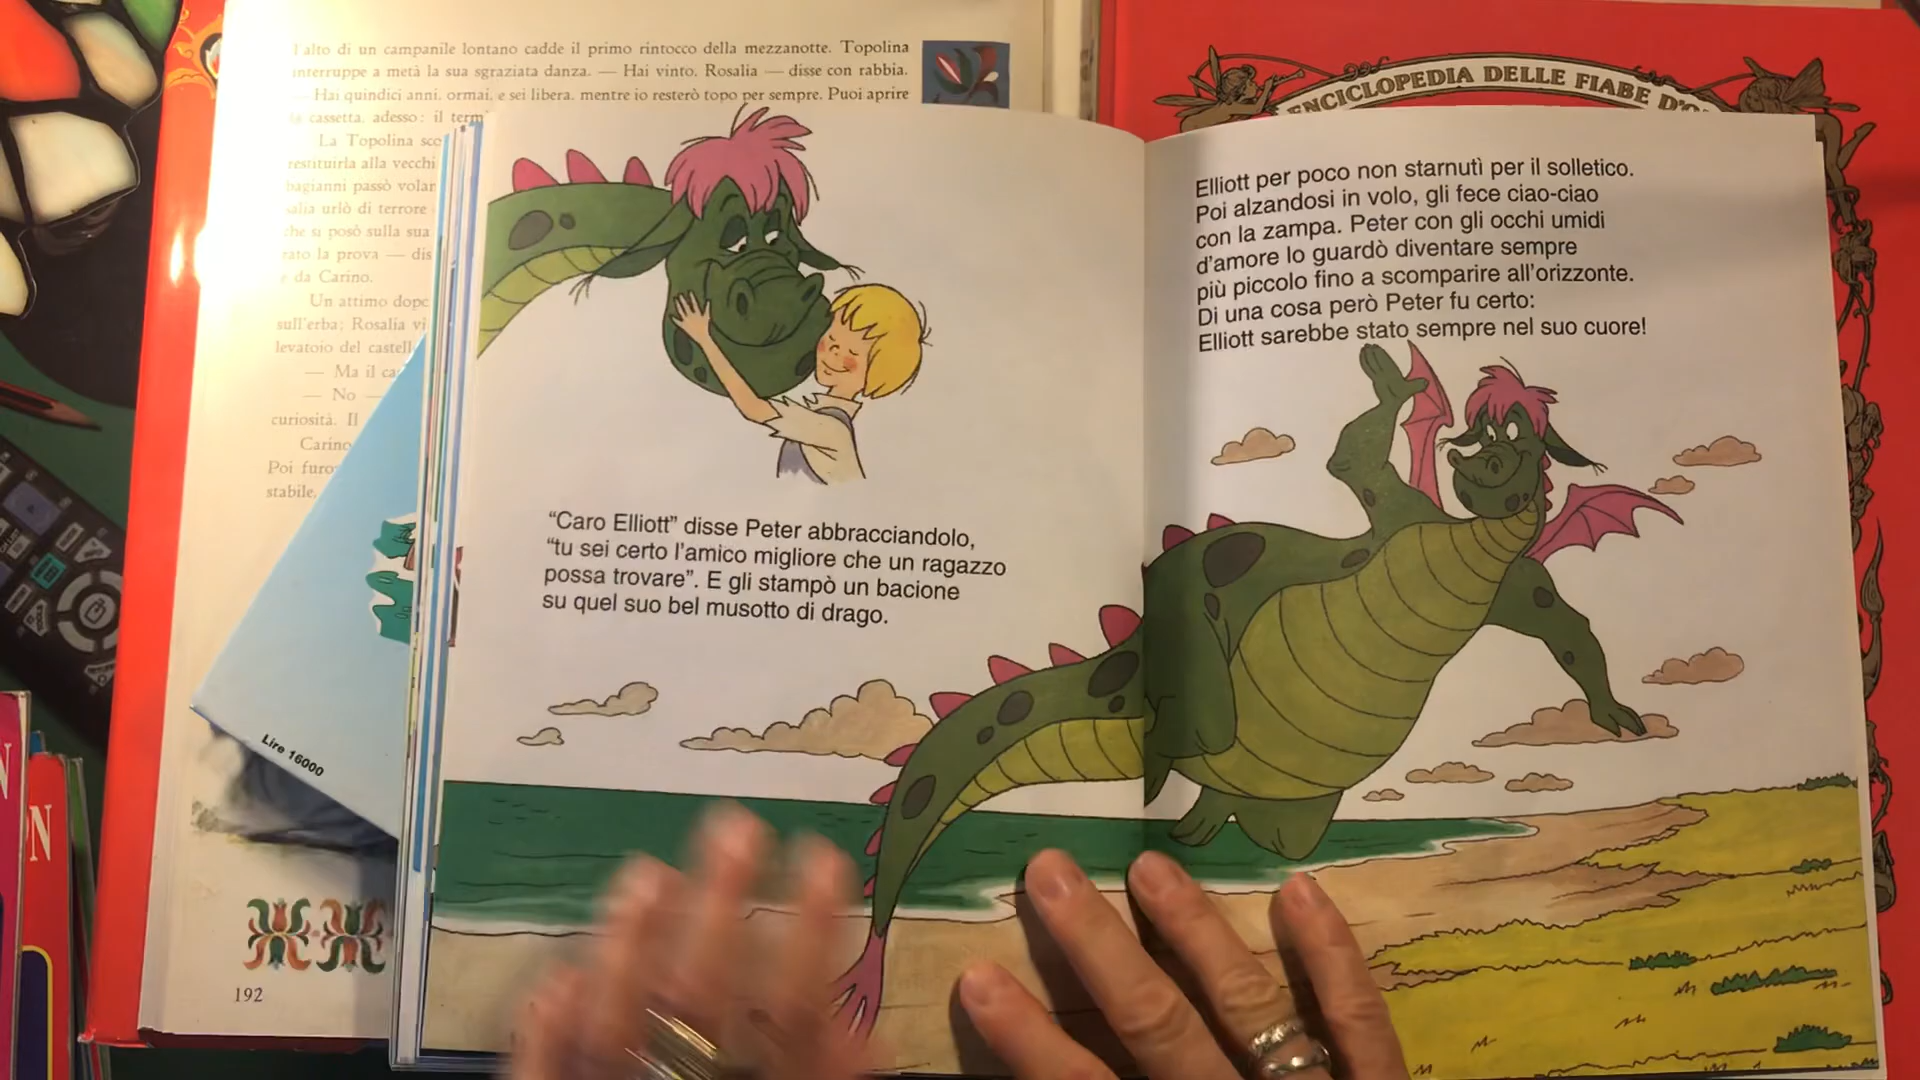 l'alto di un campanile lontano cadde il primo rintocco della mezzanotte. Topolina
interruppe a metà la sua sgraziata danza. — Hai vinto, Rosalia — disse con rabbia.
— Hai quindici anni, ormai, e sei libera, mentre io resterò topo per sempre. Puoi aprire
la cassetta, adesso: il term
La Topolina sco
restituirla alla vecchi
bagianni passò volar
salia urlò di terrore
che si posò sulla sua
rato la prova — dis
da Carino.
Un attimo dopo
sull'erba; Rosalia vi
levatoio del castell
— Ma il ca
— No —
curiosità. Il
Carino
Poi furo
stabile.
192
Lire 16000
ENCICLOPEDIA DELLE FIABE D'O
"Caro Elliott" disse Peter abbracciandolo,
"tu sei certo l'amico migliore che un ragazzo
possa trovare". E gli stampò un bacione
su quel suo bel musotto di drago.
Elliott per poco non starnutì per il solletico.
Poi alzandosi in volo, gli fece ciao-ciao
con la zampa. Peter con gli occhi umidi
d'amore lo guardò diventare sempre
più piccolo fino a scomparire all'orizzonte.
Di una cosa però Peter fu certo:
Elliott sarebbe stato sempre nel suo cuore!
N
ON